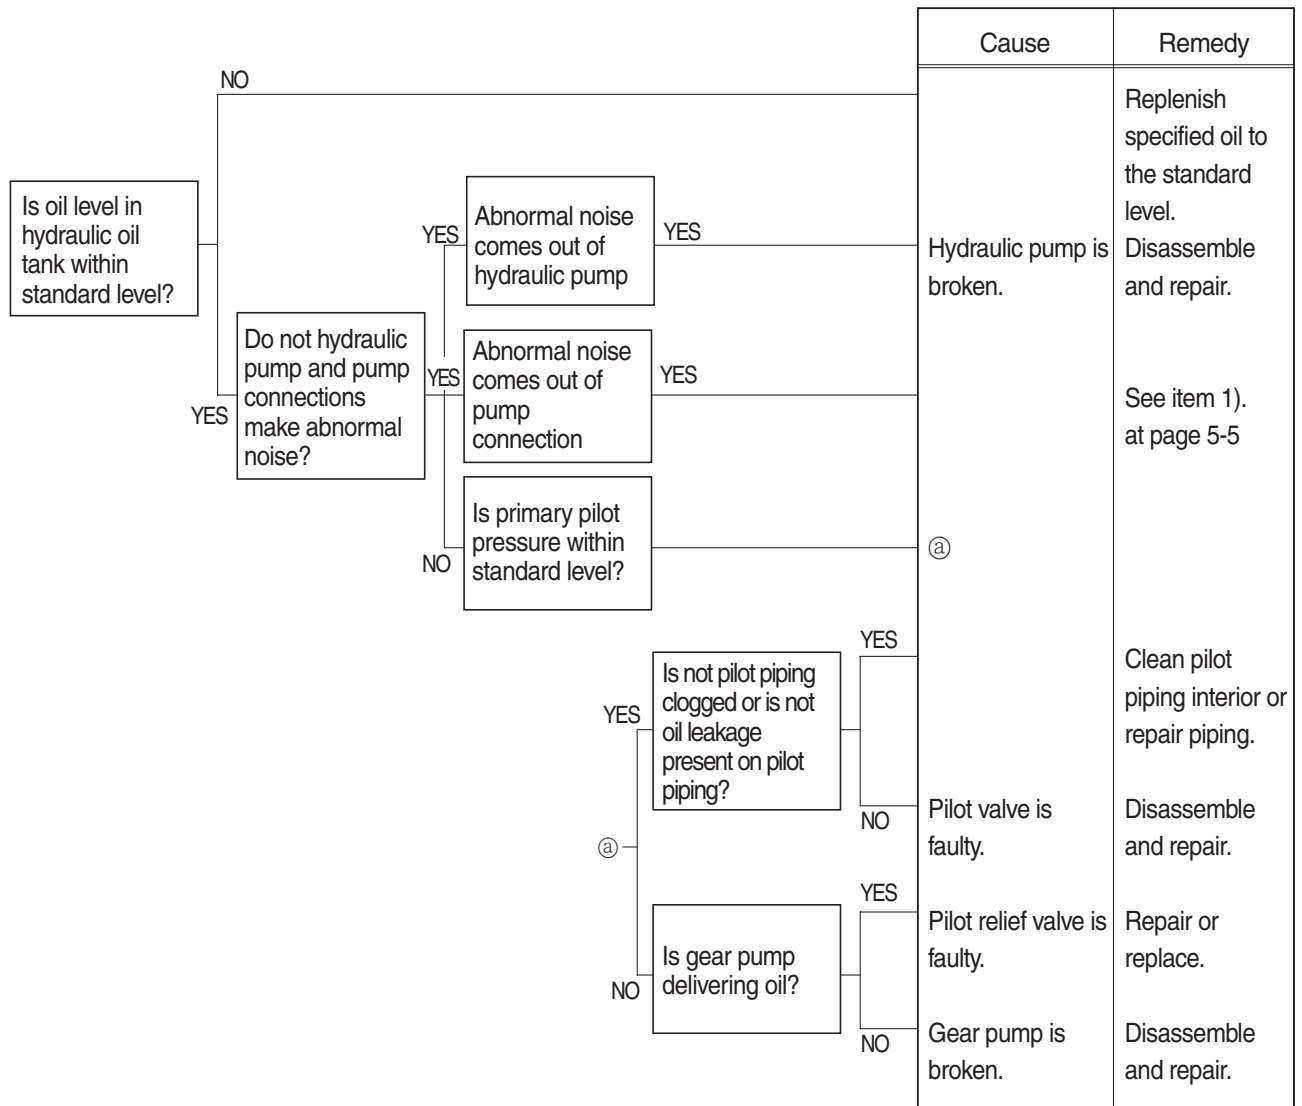 Cause
Remedy
NO
Replenish
specified oil to
the standard
level.
Is oil level in
hydraulic oil
tank within
standard level?
YES
Abnormal noise
comes out of
hydraulic pump
YES
Hydraulic pump is
broken.
Disassemble
and repair.
YES
Do not hydraulic
pump and pump
connections
make abnormal
noise?
YES
Abnormal noise
comes out of
pump
connection
YES
See item 1).
at page 5-5
NO
Is primary pilot
pressure within
standard level?
ⓐ
ⓐ
YES
Is not pilot piping
clogged or is not
oil leakage
present on pilot
piping?
YES
Clean pilot
piping interior or
repair piping.
NO
Pilot valve is
faulty.
Disassemble
and repair.
NO
Is gear pump
delivering oil?
YES
Pilot relief valve is
faulty.
Repair or
replace.
NO
Gear pump is
broken.
Disassemble
and repair.